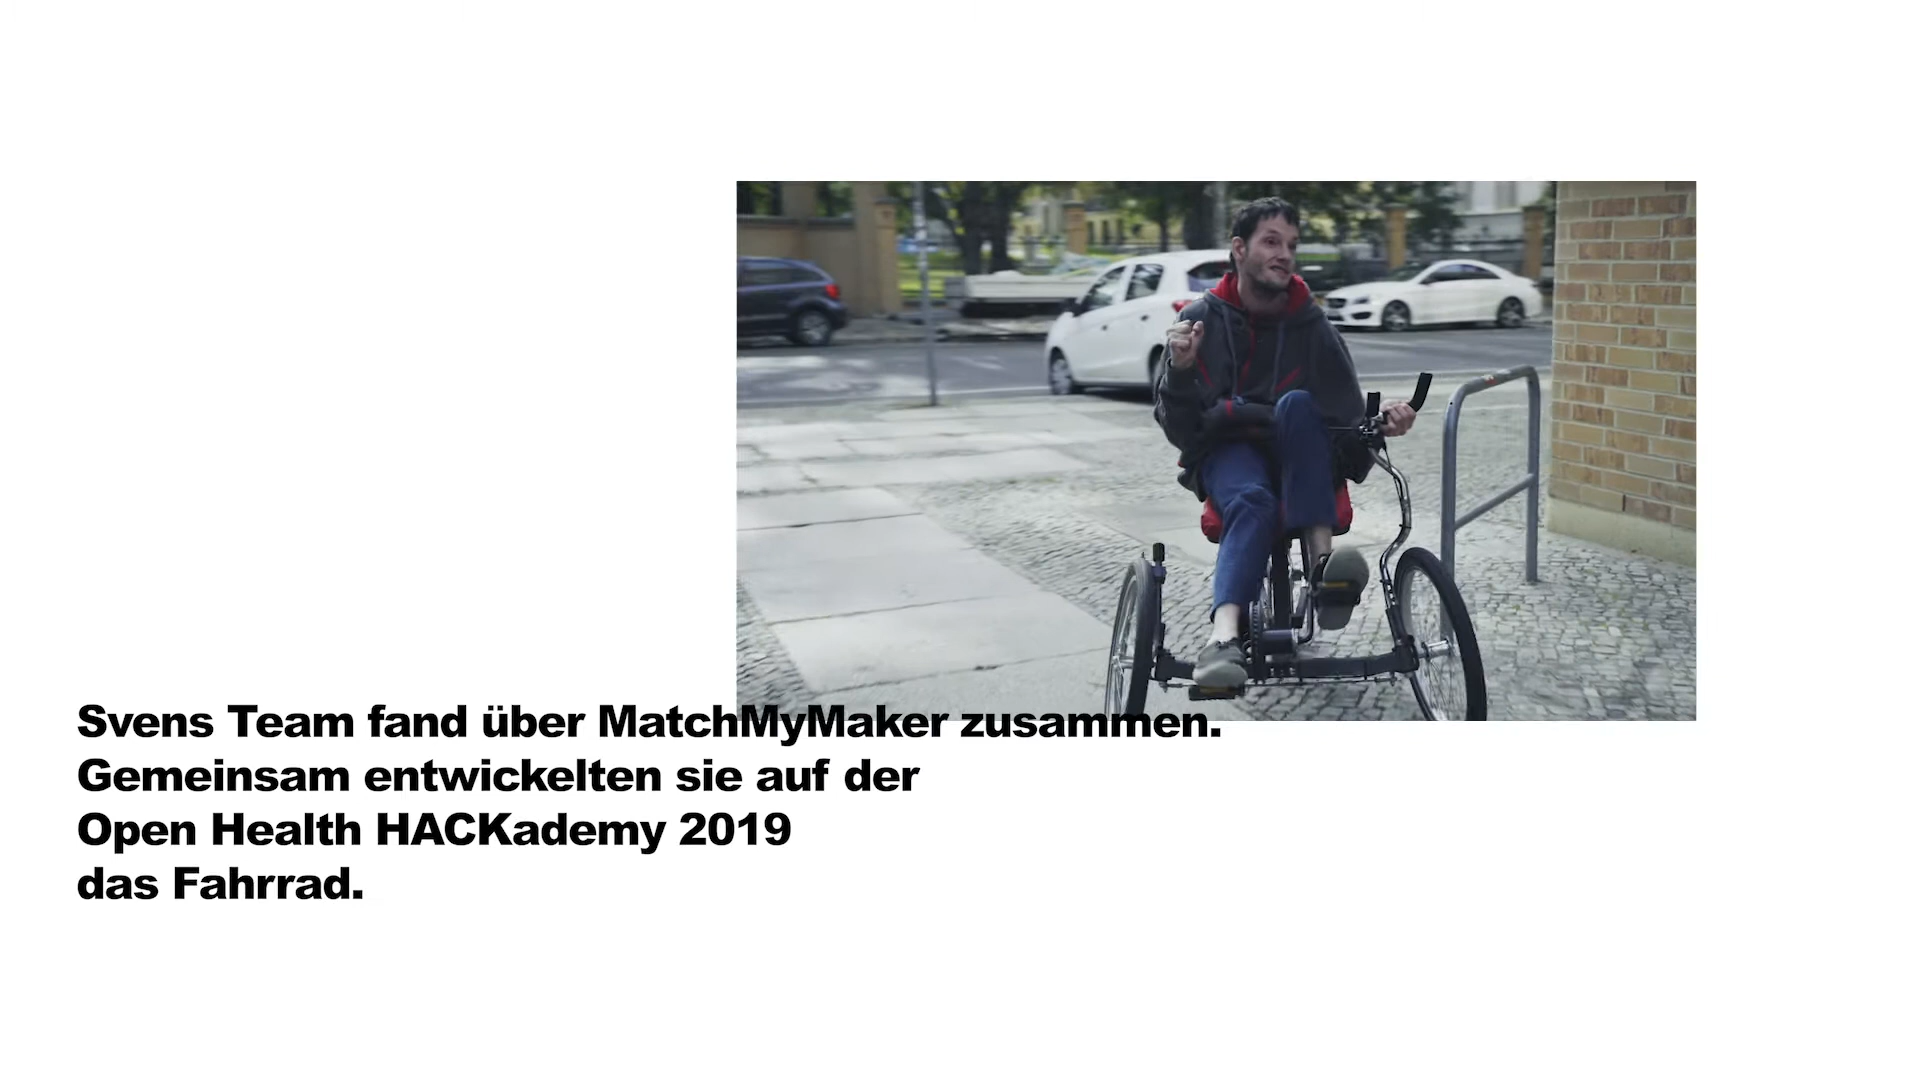 Svens Team fand über MatchMyMaker zusammen.
Gemeinsam entwickelten sie auf der
Open Health HACKademy 2019
das Fahrrad.